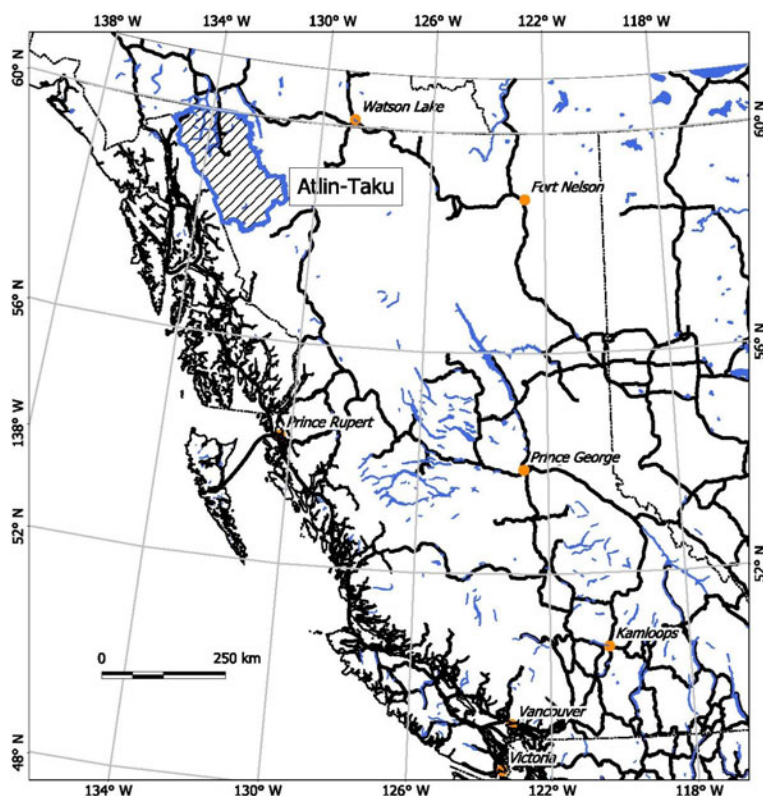 138° W
134° W
130° W
126° W
122° W
118° W
60° N
60° N
Watson Lake
Atlin-Taku
Fort Nelson
56° N
56° N
138° W
Prince Rupert
Prince George
52° N
52° N
Kamloops
0
250 km
Vancouver
Victoria
48° N
134° W
130° W
126° W
122° W
118° W